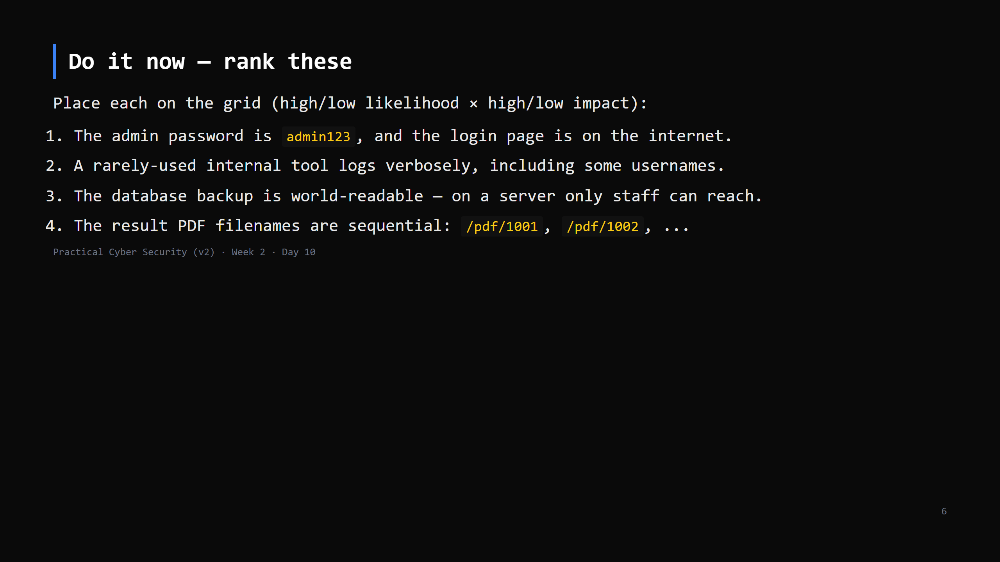 Do it now — rank these
Place each on the grid (high/low likelihood × high/low impact):
1. The admin password is admin123, and the login page is on the internet.
2. A rarely-used internal tool logs verbosely, including some usernames.
3. The database backup is world-readable — on a server only staff can reach.
4. The result PDF filenames are sequential: /pdf/1001, /pdf/1002, ...
Practical Cyber Security (v2) · Week 2 · Day 10
6